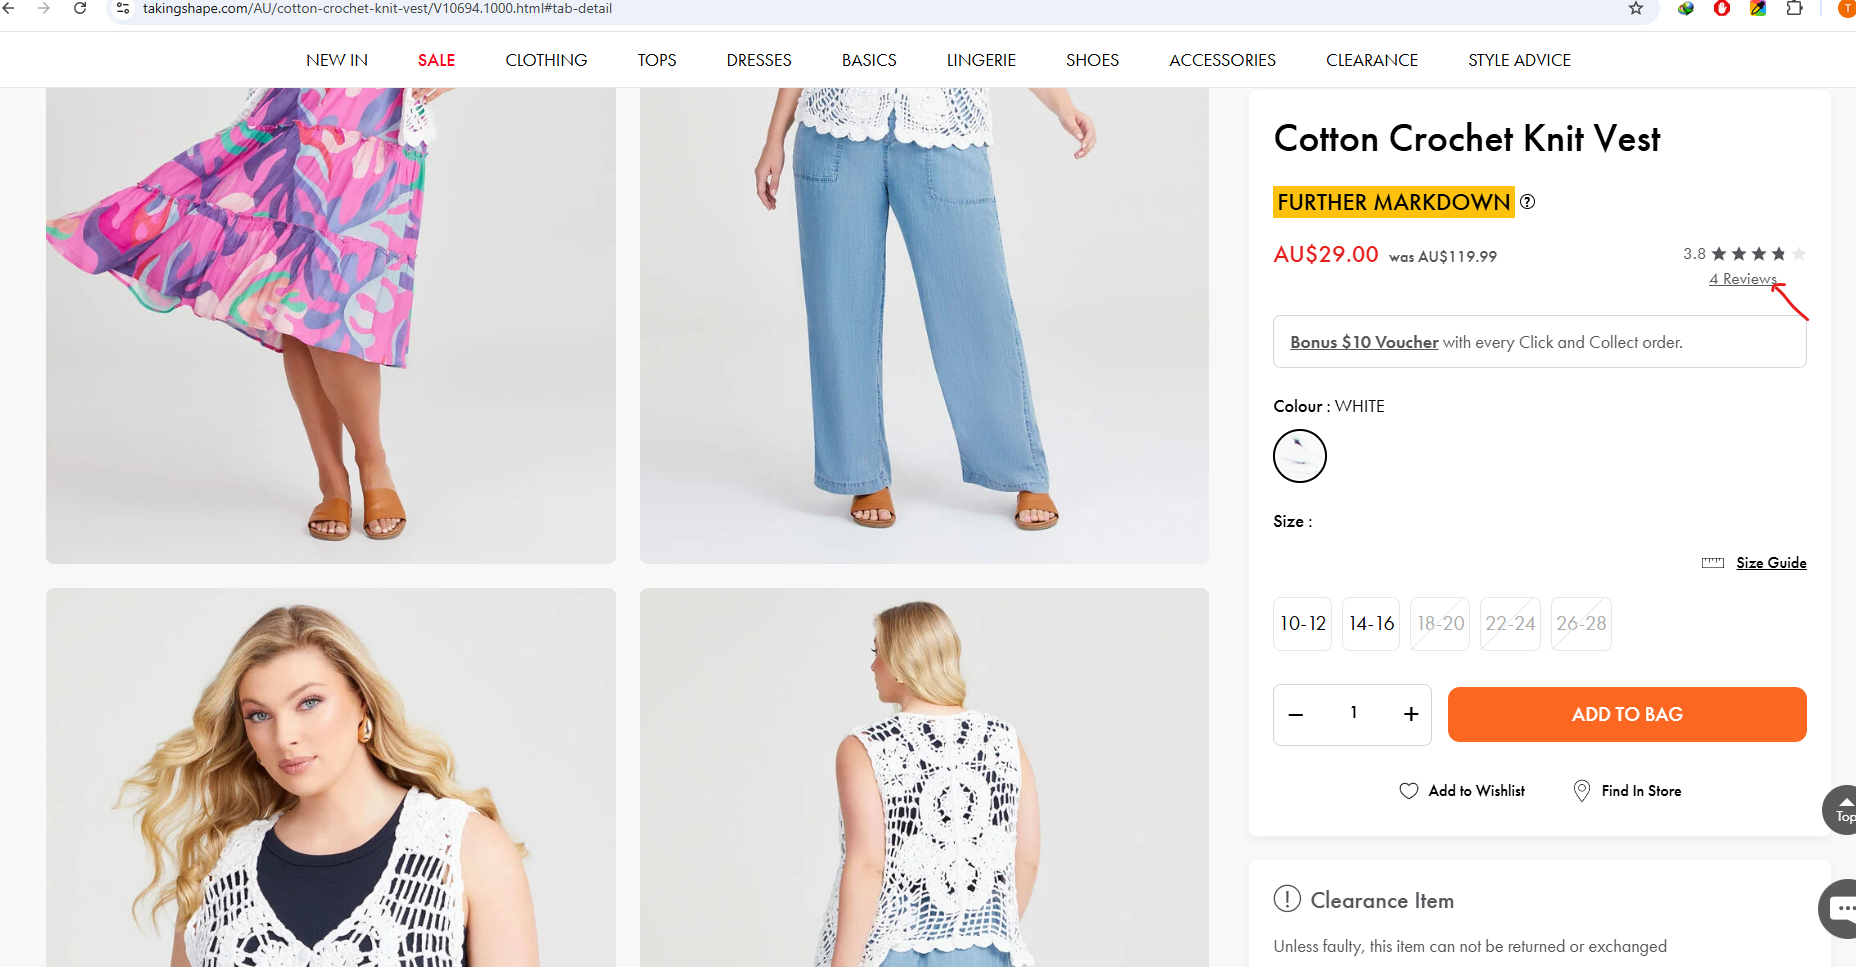 takingshape.com/AU/cotton-crochet-knit-vest/V10694.1000.html#tab-detail
T
NEW IN SALE CLOTHING TOPS DRESSES BASICS LINGERIE SHOES ACCESSORIES CLEARANCE STYLE ADVICE
Cotton Crochet Knit Vest
FURTHER MARKDOWN ?
AU$29.00 was AU$119.99 3.8
4 Reviews
Bonus $10 Voucher with every Click and Collect order.
Colour : WHITE
Size :
Size Guide
10-12 14-16 18-20 22-24 26-28
− 1 + ADD TO BAG
Add to Wishlist Find In Store
Top
Clearance Item
Unless faulty, this item can not be returned or exchanged